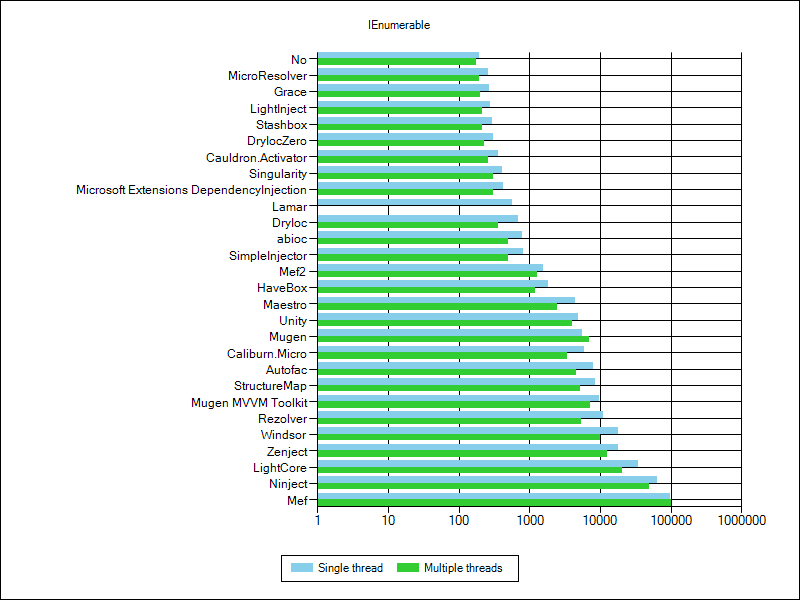 IEnumerable
No
MicroResolver
Grace
LightInject
Stashbox
DryIocZero
Cauldron.Activator
Singularity
Microsoft Extensions DependencyInjection
Lamar
DryIoc
abioc
SimpleInjector
Mef2
HaveBox
Maestro
Unity
Mugen
Caliburn.Micro
Autofac
StructureMap
Mugen MVVM Toolkit
Rezolver
Windsor
Zenject
LightCore
Ninject
Mef
1 10 100 1000 10000 100000 1000000
Single thread Multiple threads